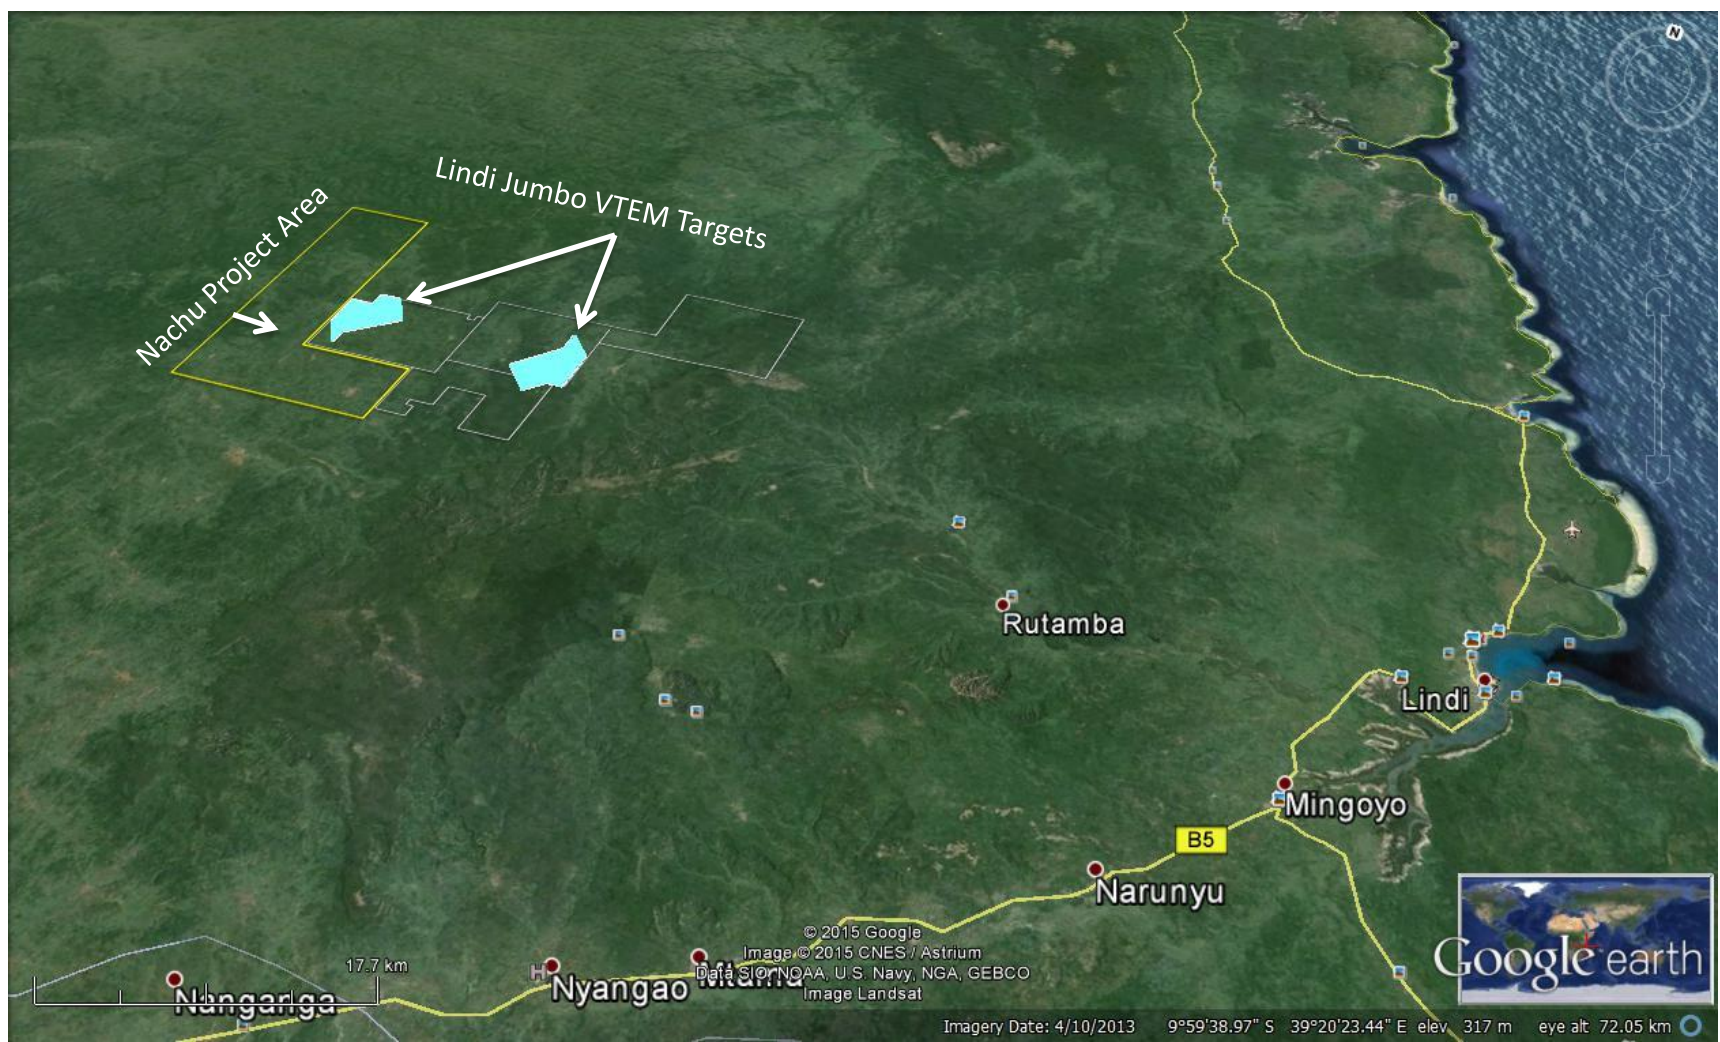 N
Lindi Jumbo VTEM Targets
Nachu Project Area
Rutamba
Lindi
Mingoyo
B5
Narunyu
© 2015 Google
Image © 2015 CNES / Astrium
Data SIO, NOAA, U.S. Navy, NGA, GEBCO
Image Landsat
17.7 km
Nanganga
H
Nyangao
Mtama
Google earth
Imagery Date: 4/10/2013 9°59'38.97" S 39°20'23.44" E elev 317 m eye alt 72.05 km